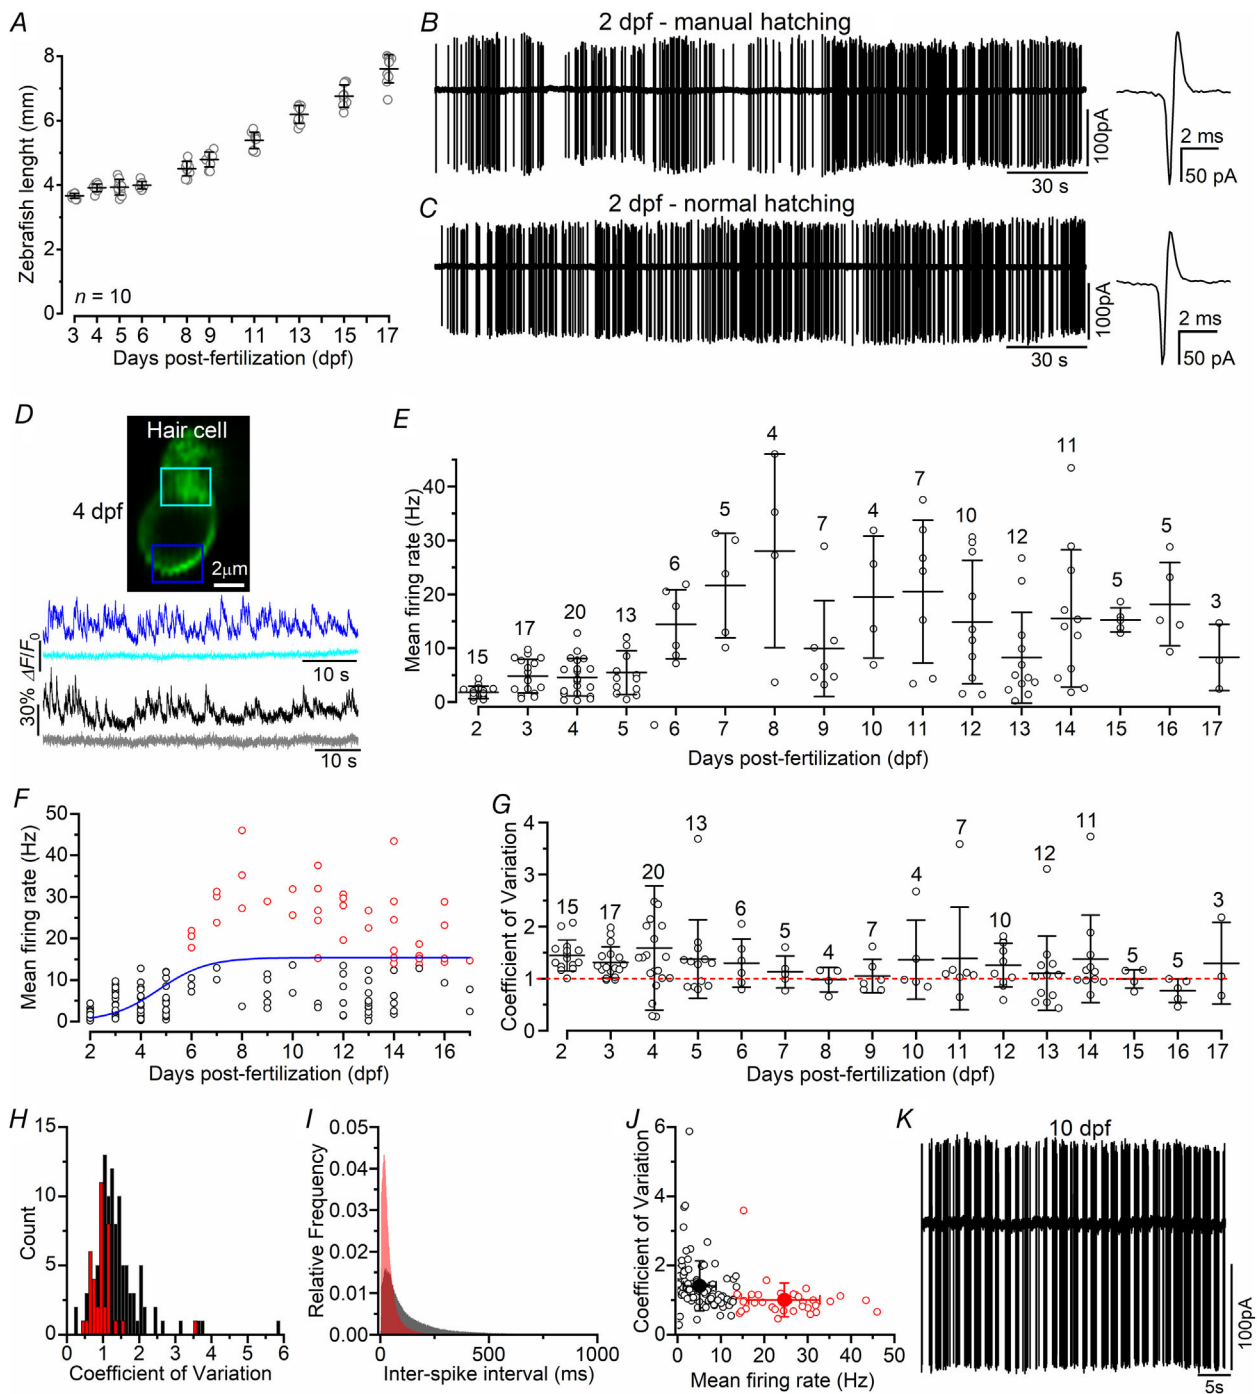 A
Zebrafish lenght (mm)
8
6
4
2
0
n = 10
3 4 5 6 8 9 11 13 15 17
Days post-fertilization (dpf)
B
2 dpf - manual hatching
100pA
30 s
2 ms
50 pA
C
2 dpf - normal hatching
100pA
30 s
2 ms
50 pA
D
Hair cell
4 dpf
2μm
30% ΔF/F0
10 s
10 s
E
Mean firing rate (Hz)
40
30
20
10
0
15 17 20 13 6 5 4 7 4 7 10 12 11 5 5 3
2 3 4 5 6 7 8 9 10 11 12 13 14 15 16 17
Days post-fertilization (dpf)
F
Mean firing rate (Hz)
50
40
30
20
10
0
2 4 6 8 10 12 14 16
Days post-fertilization (dpf)
G
Coefficient of Variation
4
3
2
1
0
15 17 20 13 6 5 4 7 4 7 10 12 11 5 5 3
2 3 4 5 6 7 8 9 10 11 12 13 14 15 16 17
Days post-fertilization (dpf)
H
Count
15
10
5
0
0 1 2 3 4 5 6
Coefficient of Variation
I
Relative Frequency
0.05
0.04
0.03
0.02
0.01
0.00
0 500 1000
Inter-spike interval (ms)
J
Coefficient of Variation
6
4
2
0
0 10 20 30 40 50
Mean firing rate (Hz)
K
10 dpf
100pA
5s